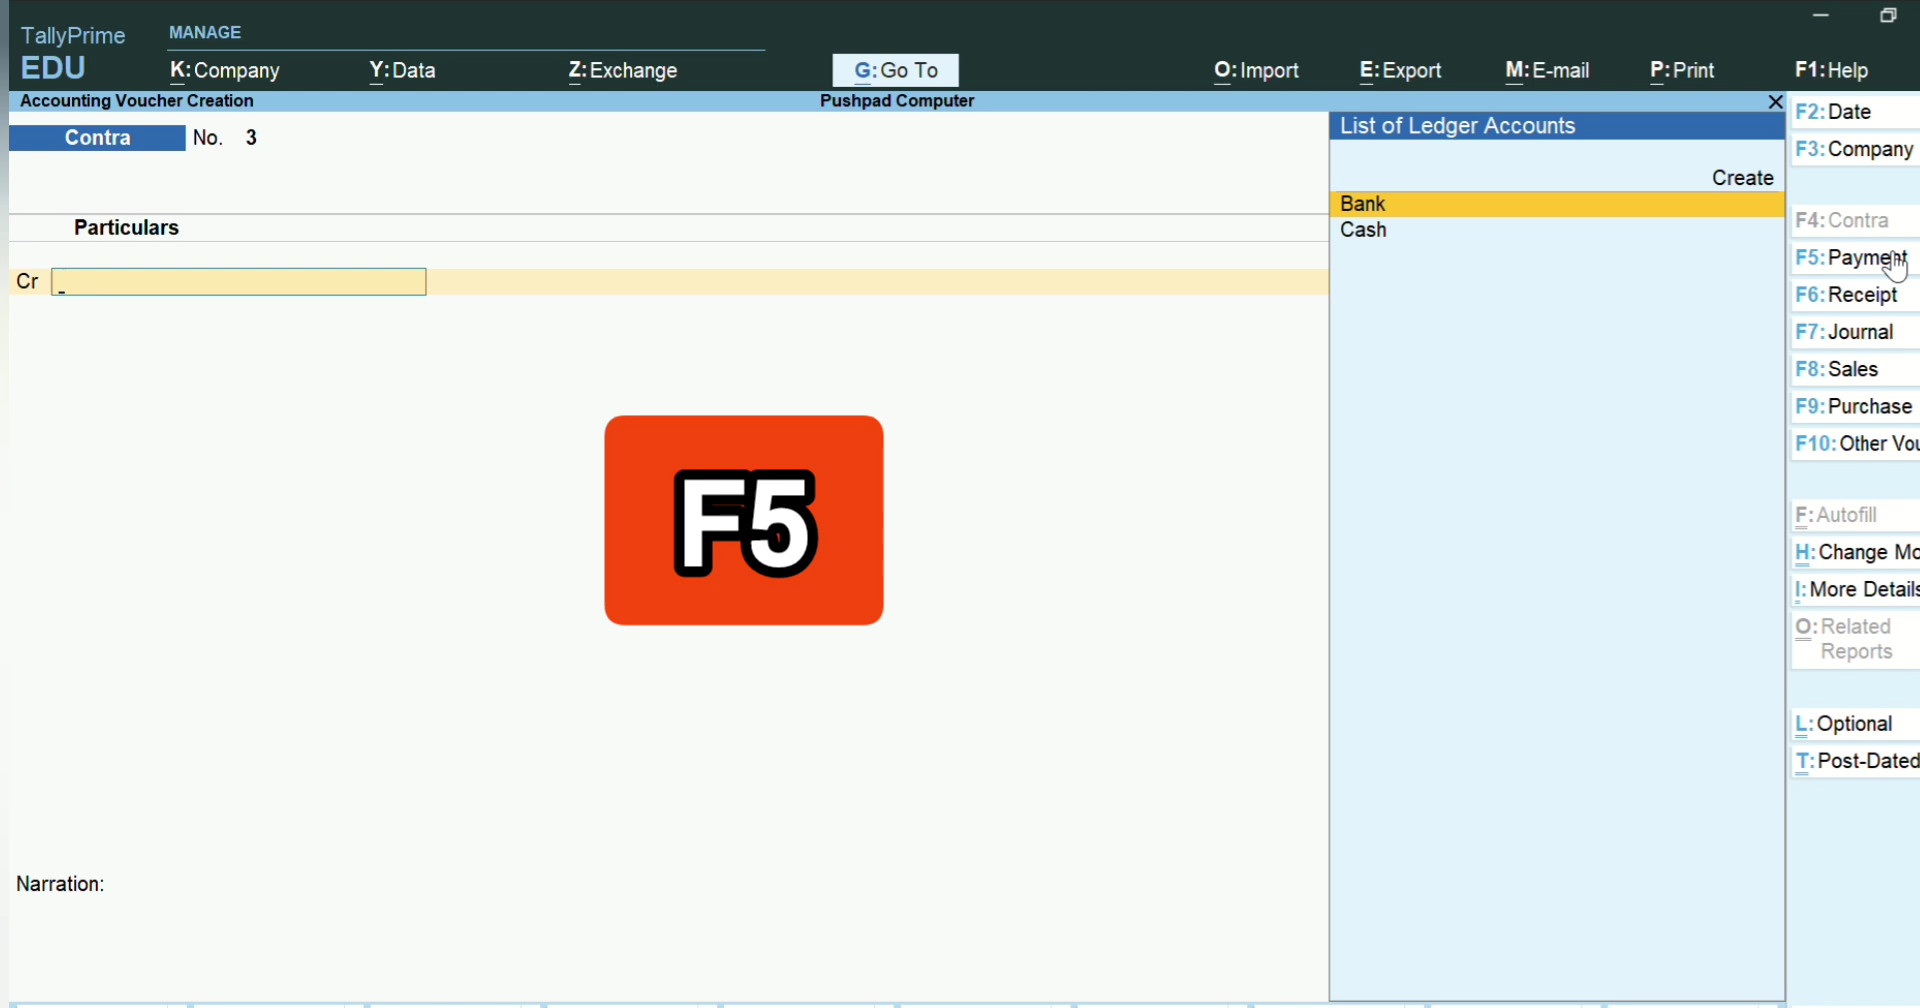 TallyPrime
EDU
MANAGE
K:Company
Y:Data
Z:Exchange
G:Go To
O:Import
E:Export
M:E-mail
P:Print
F1:Help
Accounting Voucher Creation
Pushpad Computer
Contra
No. 3
Particulars
Cr
F5
Narration:
List of Ledger Accounts
Create
Bank
Cash
F2:Date
F3:Company
F4:Contra
F5:Payment
F6:Receipt
F7:Journal
F8:Sales
F9:Purchase
F10:Other Vou
F:Autofill
H:Change Mo
I:More Details
O:Related
Reports
L:Optional
T:Post-Dated